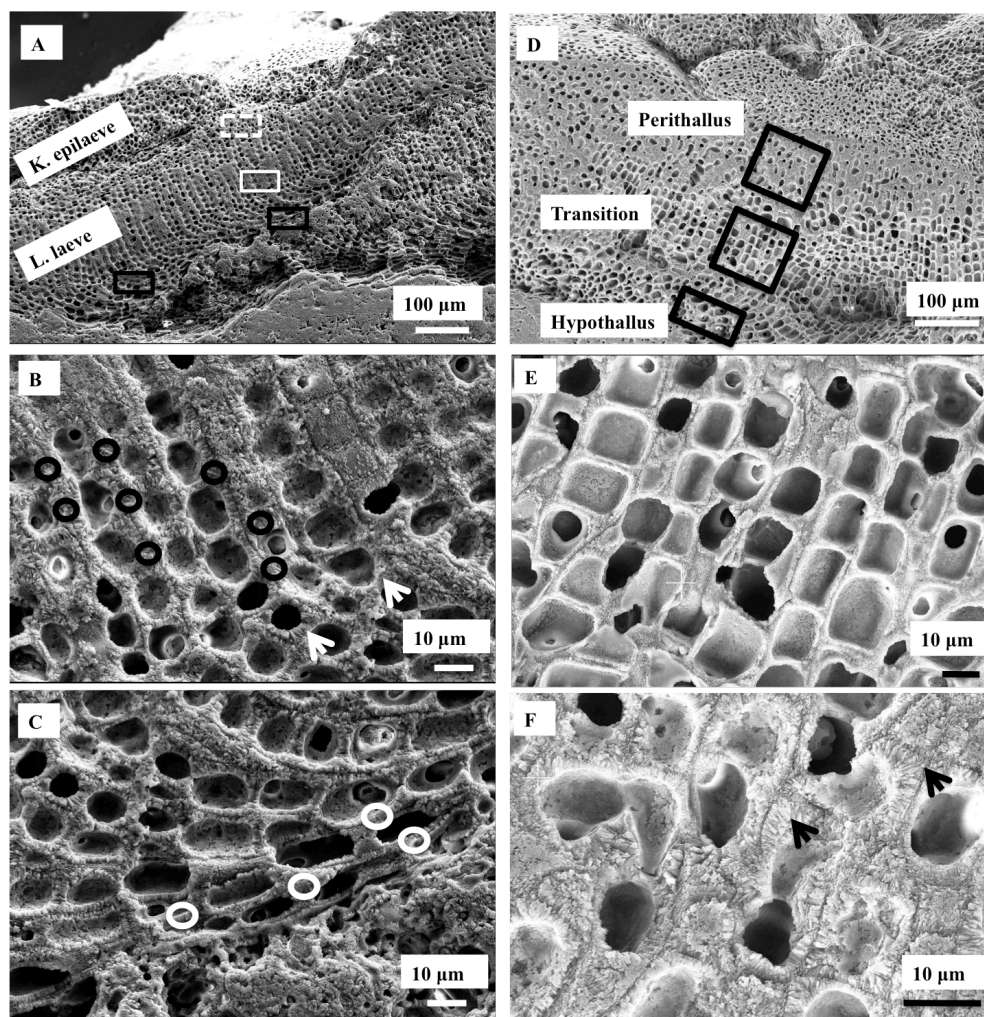 A
K. epilaeve
L. laeve
100 µm
B
10 µm
C
10 µm
D
Perithallus
Transition
Hypothallus
100 µm
E
10 µm
F
10 µm